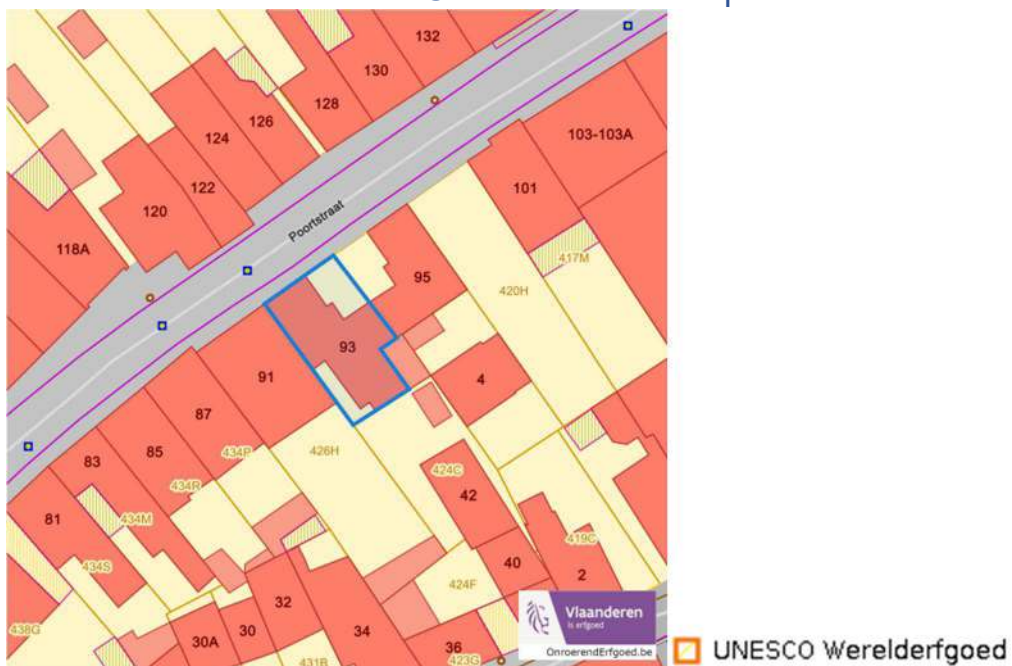 132
130
128
126
124
103-103A
122
101
120
Poortstraat
118A
417M
95
420H
93
4
91
87
434P
426H
85
83
424C
434R
42
81
434M
419C
434S
40
2
424F
32
Vlaanderen
is erfgoed
438G
30A
30
34
36
OnroerendErfgoed.be
431B
423G
UNESCO Werelderfgoed